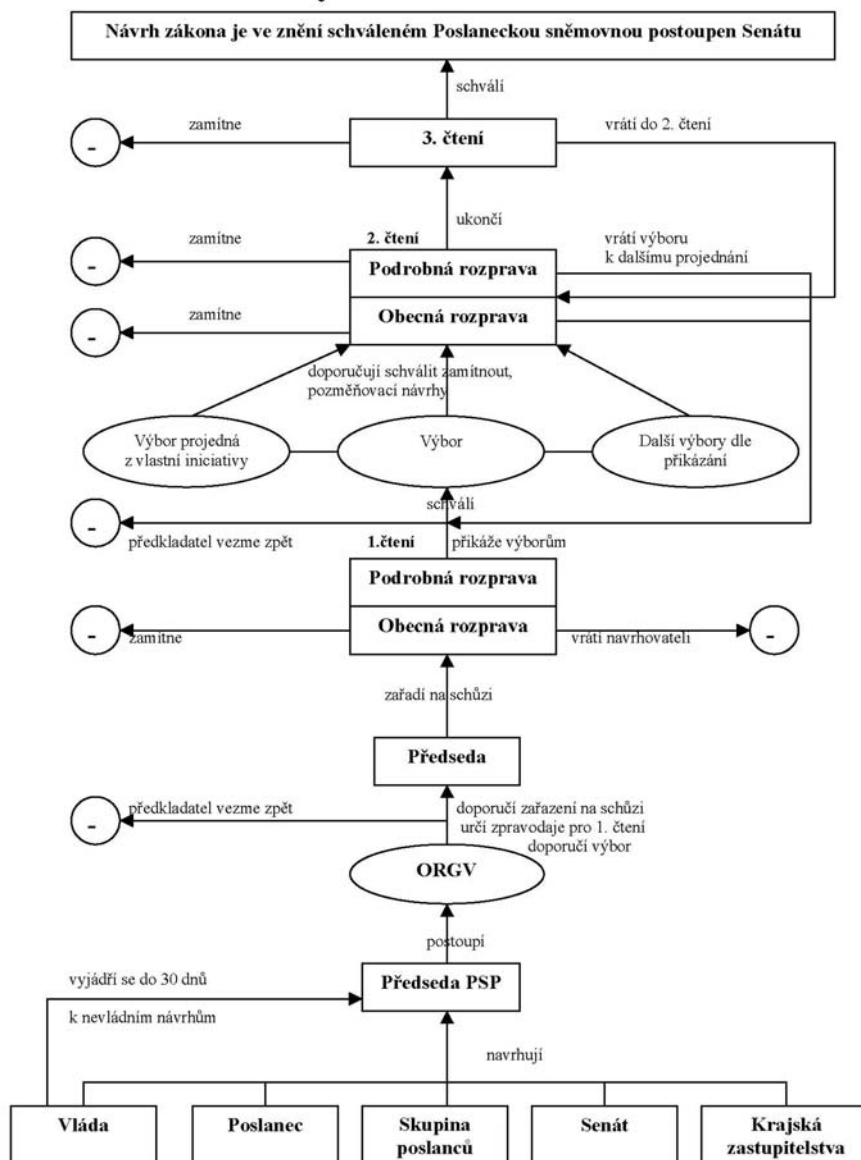 Návrh zákona je ve znění schváleném Poslaneckou sněmovnou postoupen Senátu
schválí
zamítne
-
3. čtení
vrátí do 2. čtení
ukončí
2. čtení
zamítne
-
Podrobná rozprava
vrátí výboru
k dalšímu projednání
zamítne
-
Obecná rozprava
doporučují schválit zamítnout,
pozměňovací návrhy
Výbor projedná
z vlastní iniciativy
Výbor
Další výbory dle
přikázání
schválí
-
předkladatel vezme zpět
1.čtení
přikáže výborům
Podrobná rozprava
Obecná rozprava
-
zamítne
vrátí navrhovateli
-
zařadí na schůzi
Předseda
-
předkladatel vezme zpět
doporučí zařazení na schůzi
určí zpravodaje pro 1. čtení
doporučí výbor
ORGV
postoupí
vyjádří se do 30 dnů
k nevládním návrhům
Předseda PSP
navrhují
Vláda
Poslanec
Skupina
poslanců
Senát
Krajská
zastupitelstva